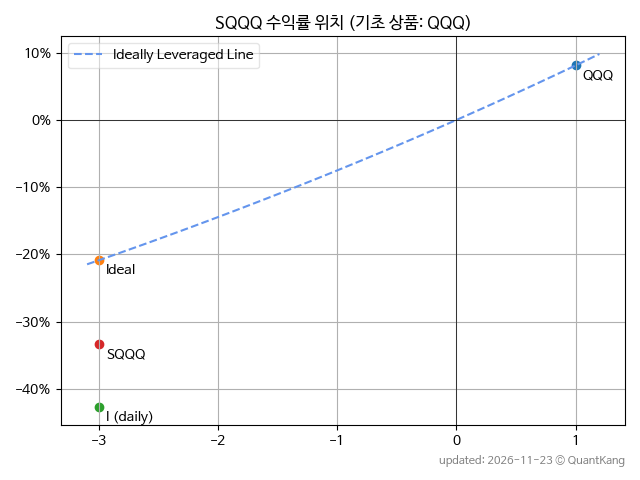 SQQQ 수익률 위치 (기초 상품: QQQ)
10%
0%
-10%
-20%
-30%
-40%
Ideally Leveraged Line
QQQ
Ideal
SQQQ
I (daily)
-3
-2
-1
0
1
updated: 2026-11-23 © QuantKang